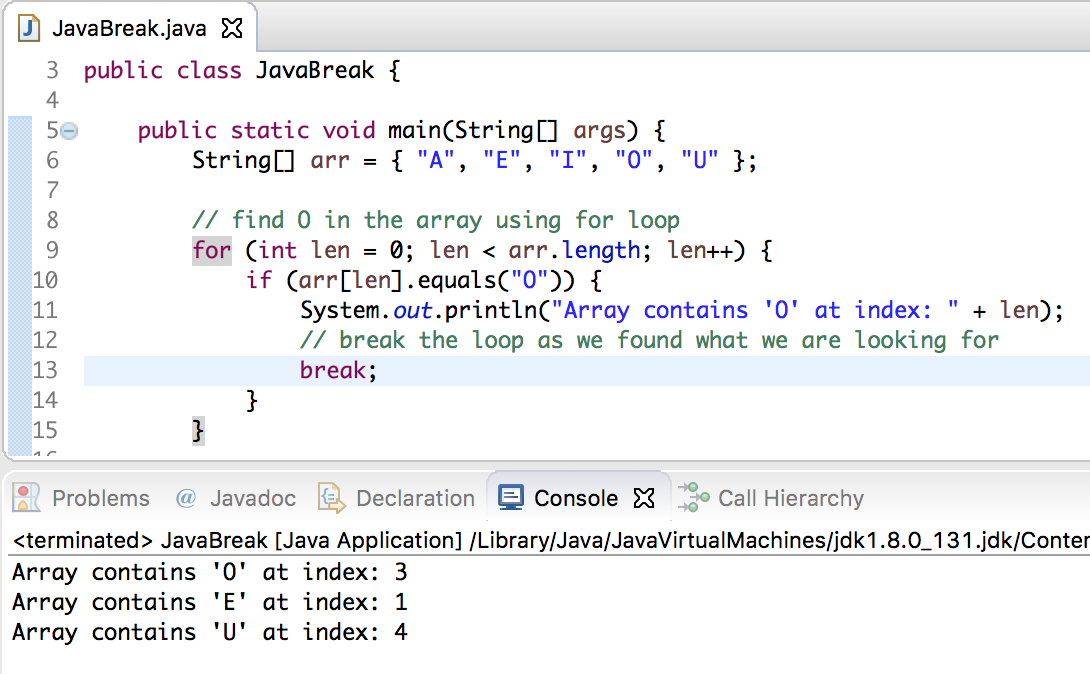 JavaBreak.java
3 public class JavaBreak {
4
5 public static void main(String[] args) {
6 String[] arr = { "A", "E", "I", "O", "U" };
7
8 // find O in the array using for loop
9 for (int len = 0; len < arr.length; len++) {
10 if (arr[len].equals("O")) {
11 System.out.println("Array contains 'O' at index: " + len);
12 // break the loop as we found what we are looking for
13 break;
14 }
15 }
Problems @ Javadoc Declaration Console Call Hierarchy
<terminated> JavaBreak [Java Application] /Library/Java/JavaVirtualMachines/jdk1.8.0_131.jdk/Conter
Array contains 'O' at index: 3
Array contains 'E' at index: 1
Array contains 'U' at index: 4